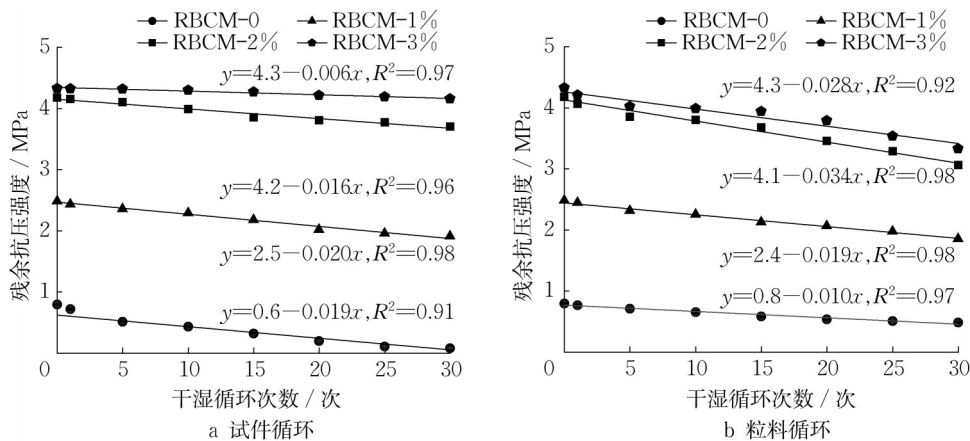 RBCM-0 RBCM-1%
RBCM-2% RBCM-3%
y=4.3-0.006x, R²=0.97
y=4.2-0.016x, R²=0.96
y=2.5-0.020x, R²=0.98
y=0.6-0.019x, R²=0.91
残余抗压强度 / MPa
5
4
3
2
1
0 5 10 15 20 25 30
干湿循环次数 / 次
a 试件循环
RBCM-0 RBCM-1%
RBCM-2% RBCM-3%
y=4.3-0.028x, R²=0.92
y=4.1-0.034x, R²=0.98
y=2.4-0.019x, R²=0.98
y=0.8-0.010x, R²=0.97
残余抗压强度 / MPa
5
4
3
2
1
0 5 10 15 20 25 30
干湿循环次数 / 次
b 粒料循环